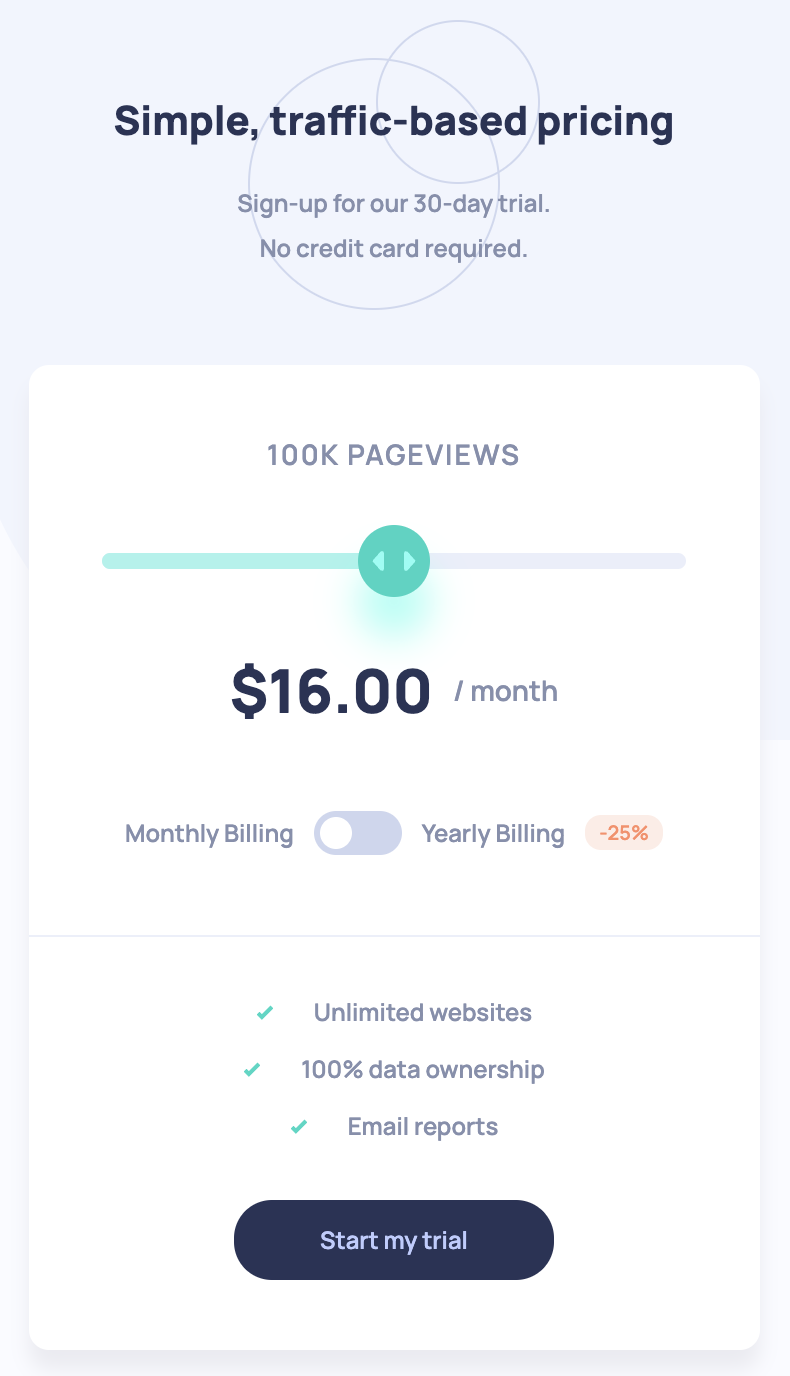 Simple, traffic-based pricing
Sign-up for our 30-day trial.
No credit card required.
100K PAGEVIEWS
$16.00 / month
Monthly Billing Yearly Billing -25%
Unlimited websites
100% data ownership
Email reports
Start my trial